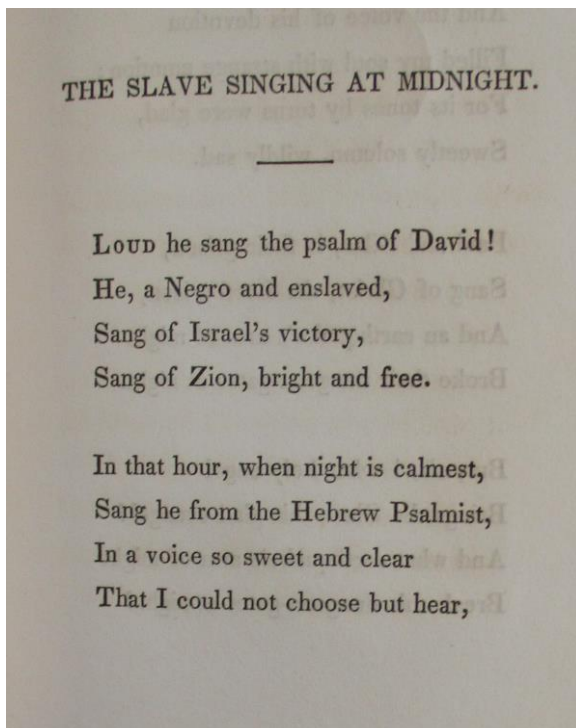 THE SLAVE SINGING AT MIDNIGHT.
LOUD he sang the psalm of David!
He, a Negro and enslaved,
Sang of Israel's victory,
Sang of Zion, bright and free.
In that hour, when night is calmest,
Sang he from the Hebrew Psalmist,
In a voice so sweet and clear
That I could not choose but hear,